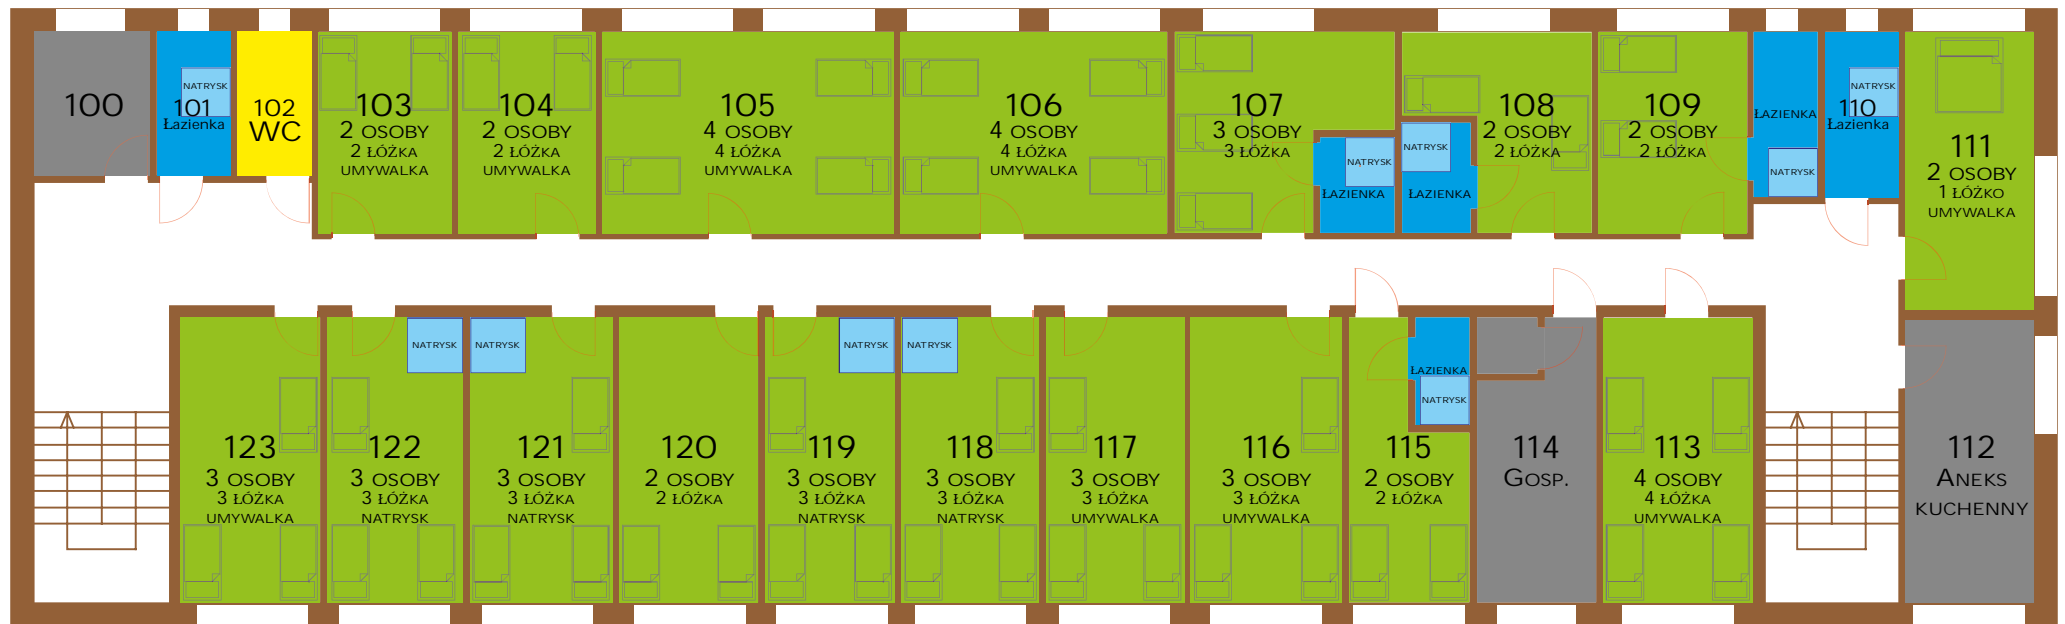 100
NATRYSK
101
Łazienka
102
WC
103
2 OSOBY
2 ŁÓŻKA
UMYWALKA
104
2 OSOBY
2 ŁÓŻKA
UMYWALKA
105
4 OSOBY
4 ŁÓŻKA
UMYWALKA
106
4 OSOBY
4 ŁÓŻKA
UMYWALKA
107
3 OSOBY
3 ŁÓŻKA
NATRYSK
ŁAZIENKA
NATRYSK
ŁAZIENKA
108
2 OSOBY
2 ŁÓŻKA
109
2 OSOBY
2 ŁÓŻKA
ŁAZIENKA
NATRYSK
NATRYSK
110
Łazienka
111
2 OSOBY
1 ŁÓŻKO
UMYWALKA
123
3 OSOBY
3 ŁÓŻKA
UMYWALKA
NATRYSK
122
3 OSOBY
3 ŁÓŻKA
NATRYSK
NATRYSK
121
3 OSOBY
3 ŁÓŻKA
NATRYSK
120
2 OSOBY
2 ŁÓŻKA
NATRYSK
119
3 OSOBY
3 ŁÓŻKA
NATRYSK
NATRYSK
118
3 OSOBY
3 ŁÓŻKA
NATRYSK
117
3 OSOBY
3 ŁÓŻKA
UMYWALKA
116
3 OSOBY
3 ŁÓŻKA
UMYWALKA
ŁAZIENKA
NATRYSK
115
2 OSOBY
2 ŁÓŻKA
114
GOSP.
113
4 OSOBY
4 ŁÓŻKA
UMYWALKA
112
ANEKS
KUCHENNY